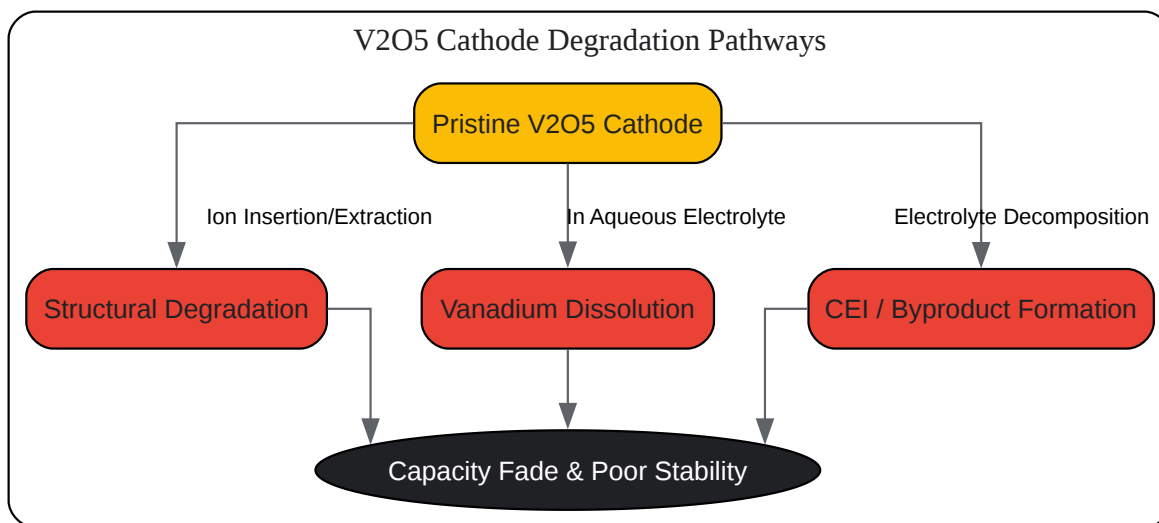 V2O5 Cathode Degradation Pathways
Pristine V2O5 Cathode
Ion Insertion/Extraction
In Aqueous Electrolyte
Electrolyte Decomposition
Structural Degradation
Vanadium Dissolution
CEI / Byproduct Formation
Capacity Fade & Poor Stability